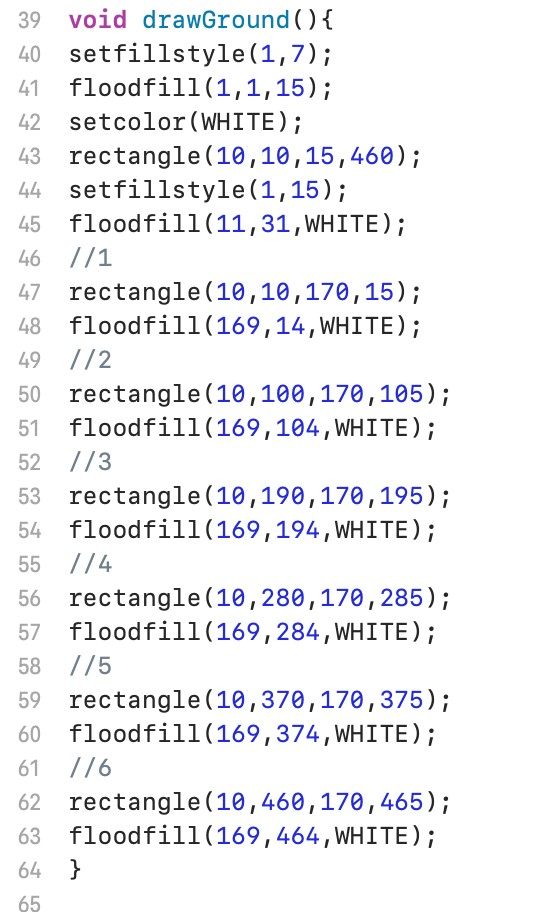 39 void drawGround(){
40 setfillstyle(1,7);
41 floodfill(1,1,15);
42 setcolor(WHITE);
43 rectangle(10,10,15,460);
44 setfillstyle(1,15);
45 floodfill(11,31,WHITE);
46 //1
47 rectangle(10,10,170,15);
48 floodfill(169,14,WHITE);
49 //2
50 rectangle(10,100,170,105);
51 floodfill(169,104,WHITE);
52 //3
53 rectangle(10,190,170,195);
54 floodfill(169,194,WHITE);
55 //4
56 rectangle(10,280,170,285);
57 floodfill(169,284,WHITE);
58 //5
59 rectangle(10,370,170,375);
60 floodfill(169,374,WHITE);
61 //6
62 rectangle(10,460,170,465);
63 floodfill(169,464,WHITE);
64 }
65